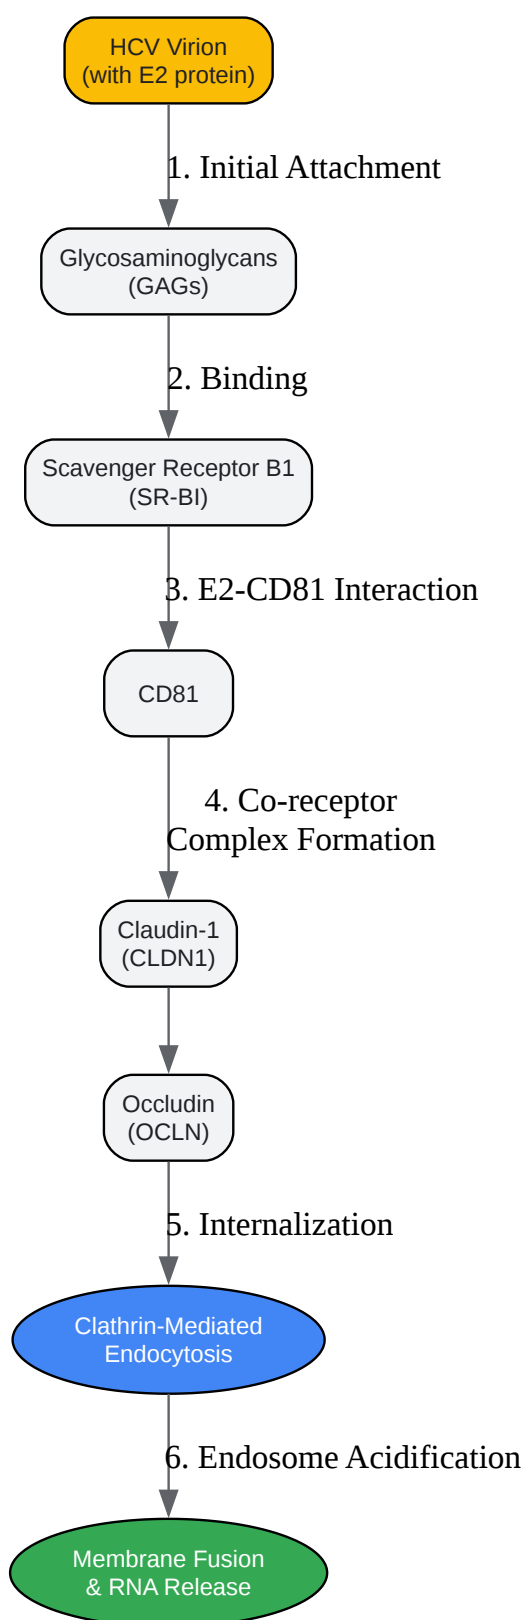 HCV Virion
(with E2 protein)
1. Initial Attachment
Glycosaminoglycans
(GAGs)
2. Binding
Scavenger Receptor B1
(SR-BI)
3. E2-CD81 Interaction
CD81
4. Co-receptor
Complex Formation
Claudin-1
(CLDN1)
Occludin
(OCLN)
5. Internalization
Clathrin-Mediated
Endocytosis
6. Endosome Acidification
Membrane Fusion
& RNA Release